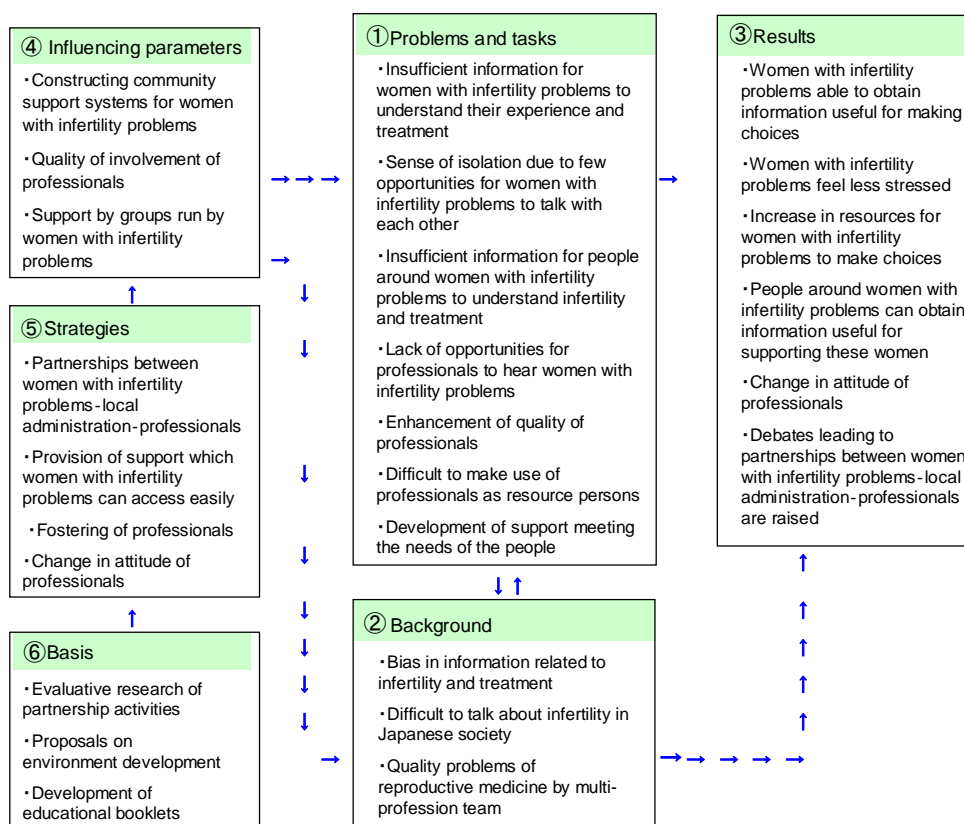 ④ Influencing parameters
・Constructing community
support systems for women
with infertility problems
・Quality of involvement of
professionals
・Support by groups run by
women with infertility
problems
⑤Strategies
・Partnerships between
women with infertility
problems-local
administration-professionals
・Provision of support which
women with infertility
problems can access easily
・Fostering of professionals
・Change in attitude of
professionals
⑥Basis
・Evaluative research of
partnership activities
・Proposals on
environment development
・Development of
educational booklets
①Problems and tasks
・Insufficient information for
women with infertility problems to
understand their experience and
treatment
・Sense of isolation due to few
opportunities for women with
infertility problems to talk with
each other
・Insufficient information for people
around women with infertility
problems to understand infertility
and treatment
・Lack of opportunities for
professionals to hear women with
infertility problems
・Enhancement of quality of
professionals
・Difficult to make use of
professionals as resource persons
・Development of support meeting
the needs of the people
② Background
・Bias in information related to
infertility and treatment
・Difficult to talk about infertility in
Japanese society
・Quality problems of
reproductive medicine by multi-
profession team
③Results
・Women with infertility
problems able to obtain
information useful for making
choices
・Women with infertility
problems feel less stressed
・Increase in resources for
women with infertility
problems to make choices
・People around women with
infertility problems can obtain
information useful for
supporting these women
・Change in attitude of
professionals
・Debates leading to
partnerships between women
with infertility problems-local
administration-professionals
are raised